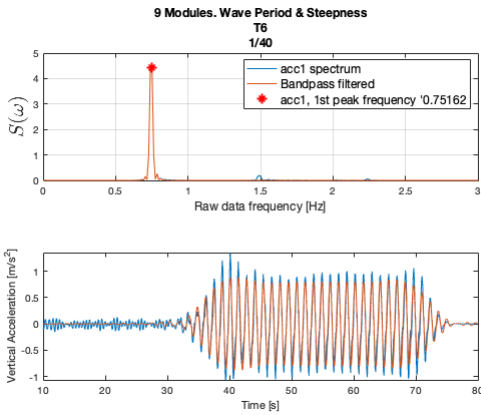 9 Modules. Wave Period & Steepness
T6
1/40
5
4
3
2
1
0
S(ω)
acc1 spectrum
Bandpass filtered
acc1, 1st peak frequency '0.75162
0 0.5 1 1.5 2 2.5 3
Raw data frequency [Hz]
1
0.5
0
-0.5
-1
Vertical Acceleration [m/s²]
10 20 30 40 50 60 70 80
Time [s]